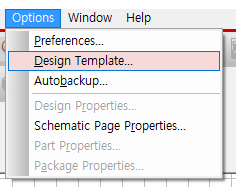 Options Window Help
Preferences...
Design Template...
Autobackup...
Design Properties...
Schematic Page Properties...
Part Properties...
Package Properties...